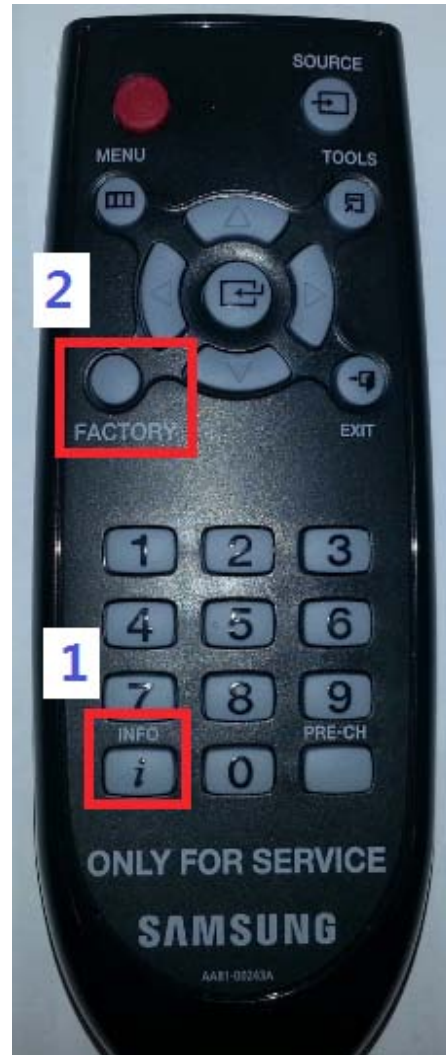 SOURCE
MENU
TOOLS
2
FACTORY
EXIT
1 2 3
4 5 6
1
7 8 9
INFO
PRE-CH
i 0
ONLY FOR SERVICE
SAMSUNG
AA81-00243A